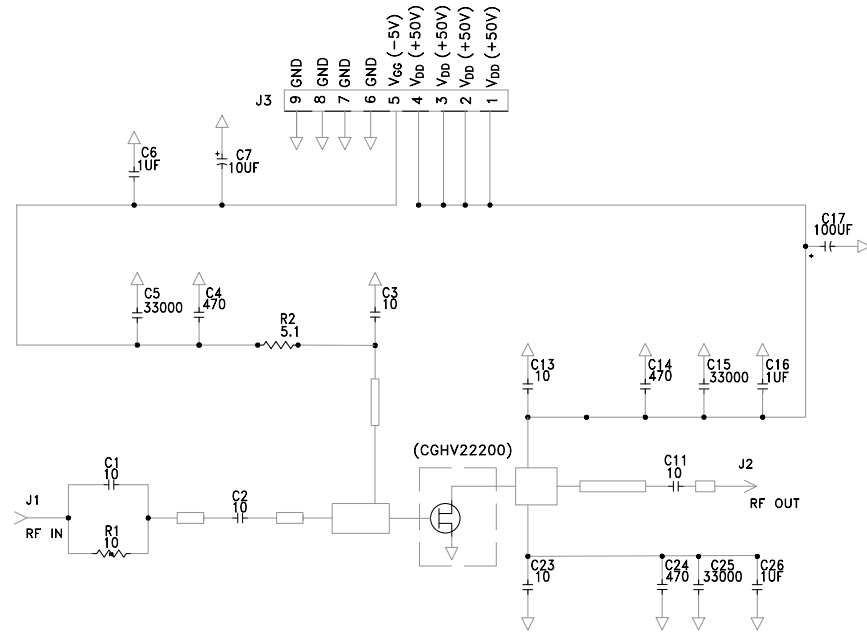 GND
GND
GND
GND
VGG (-5V)
VDD (+50V)
VDD (+50V)
VDD (+50V)
VDD (+50V)
J3
9
8
7
6
5
4
3
2
1
C6
1UF
+
C7
10UF
C17
100UF
+
C5
33000
C4
470
R2
5.1
C3
10
C13
10
C14
470
C15
33000
C16
1UF
(CGHV22200)
C1
10
J1
RF IN
R1
10
C2
10
C11
10
J2
RF OUT
C23
10
C24
470
C25
33000
C26
1UF